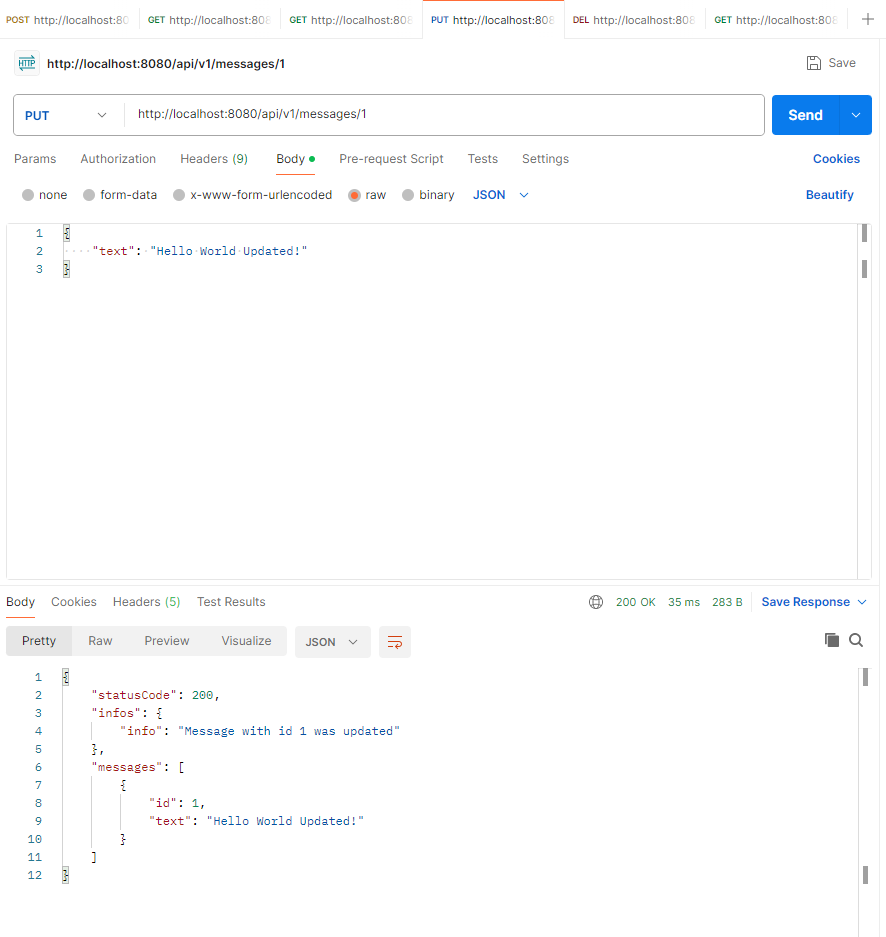 POST http://localhost:80 GET http://localhost:808 GET http://localhost:808 PUT http://localhost:808 DEL http://localhost:808 GET http://localhost:808
HTTP http://localhost:8080/api/v1/messages/1 Save
PUT http://localhost:8080/api/v1/messages/1 Send
Params Authorization Headers (9) Body Pre-request Script Tests Settings Cookies
none form-data x-www-form-urlencoded raw binary JSON Beautify
1 {
2 "text": "Hello World Updated!"
3 }
Body Cookies Headers (5) Test Results 200 OK 35 ms 283 B Save Response
Pretty Raw Preview Visualize JSON
1 {
2 "statusCode": 200,
3 "infos": {
4 "info": "Message with id 1 was updated"
5 },
6 "messages": [
7 {
8 "id": 1,
9 "text": "Hello World Updated!"
10 }
11 ]
12 }